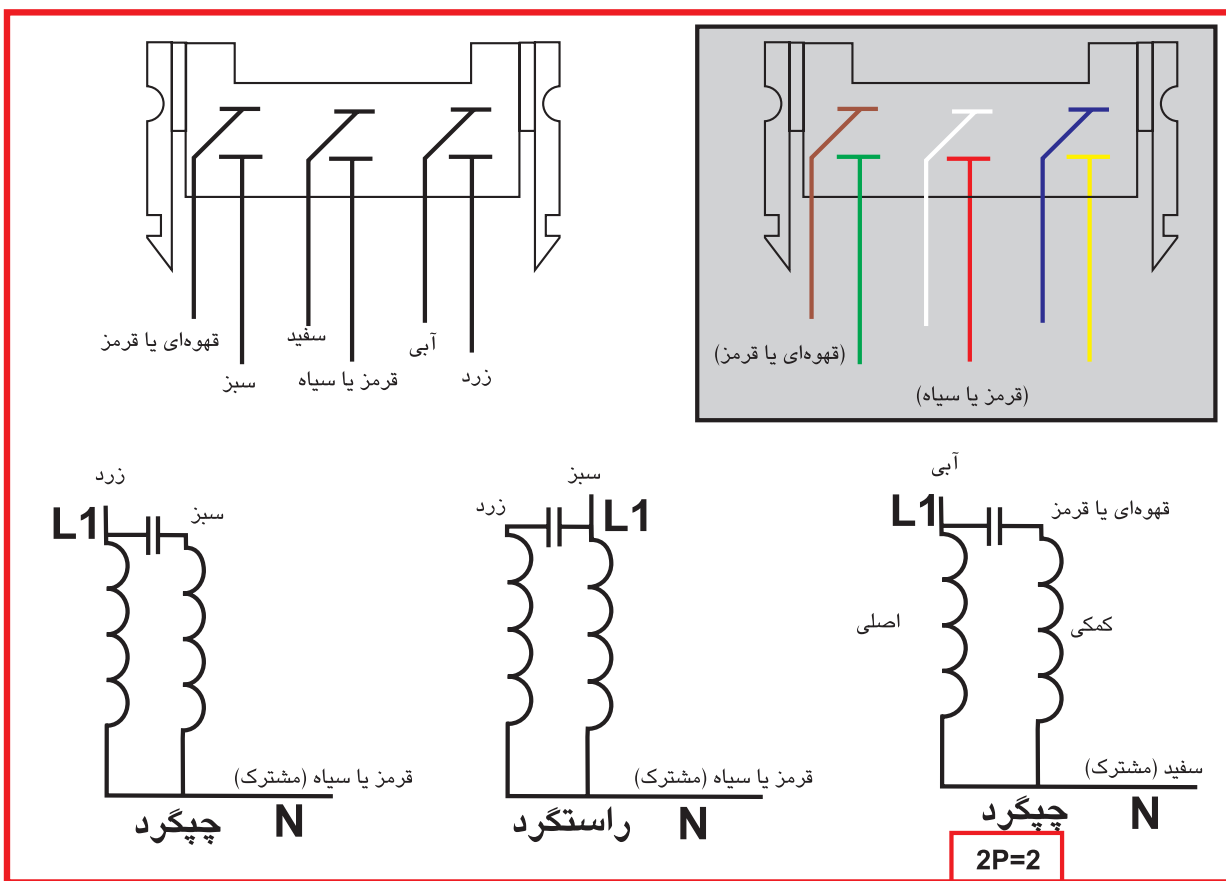 قهوه‌ای یا قرمز
سبز
سفید
قرمز یا سیاه
آبی
زرد
(قهوه‌ای یا قرمز)
(قرمز یا سیاه)
زرد
L1
سبز
قرمز یا سیاه (مشترک)
چپگرد
N
سبز
زرد
L1
قرمز یا سیاه (مشترک)
راستگرد
N
آبی
L1
قهوه‌ای یا قرمز
اصلی
کمکی
سفید (مشترک)
چپگرد
N
2P=2